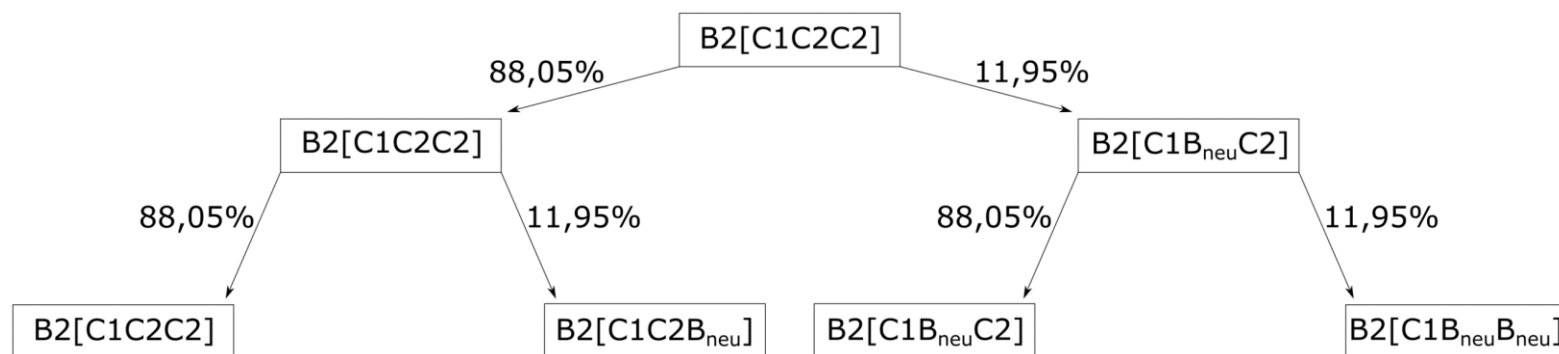 B2[C1C2C2]
88,05% 11,95%
B2[C1C2C2] B2[C1BneuC2]
88,05% 11,95% 88,05% 11,95%
B2[C1C2C2] B2[C1C2Bneu] B2[C1BneuC2] B2[C1BneuBneu]